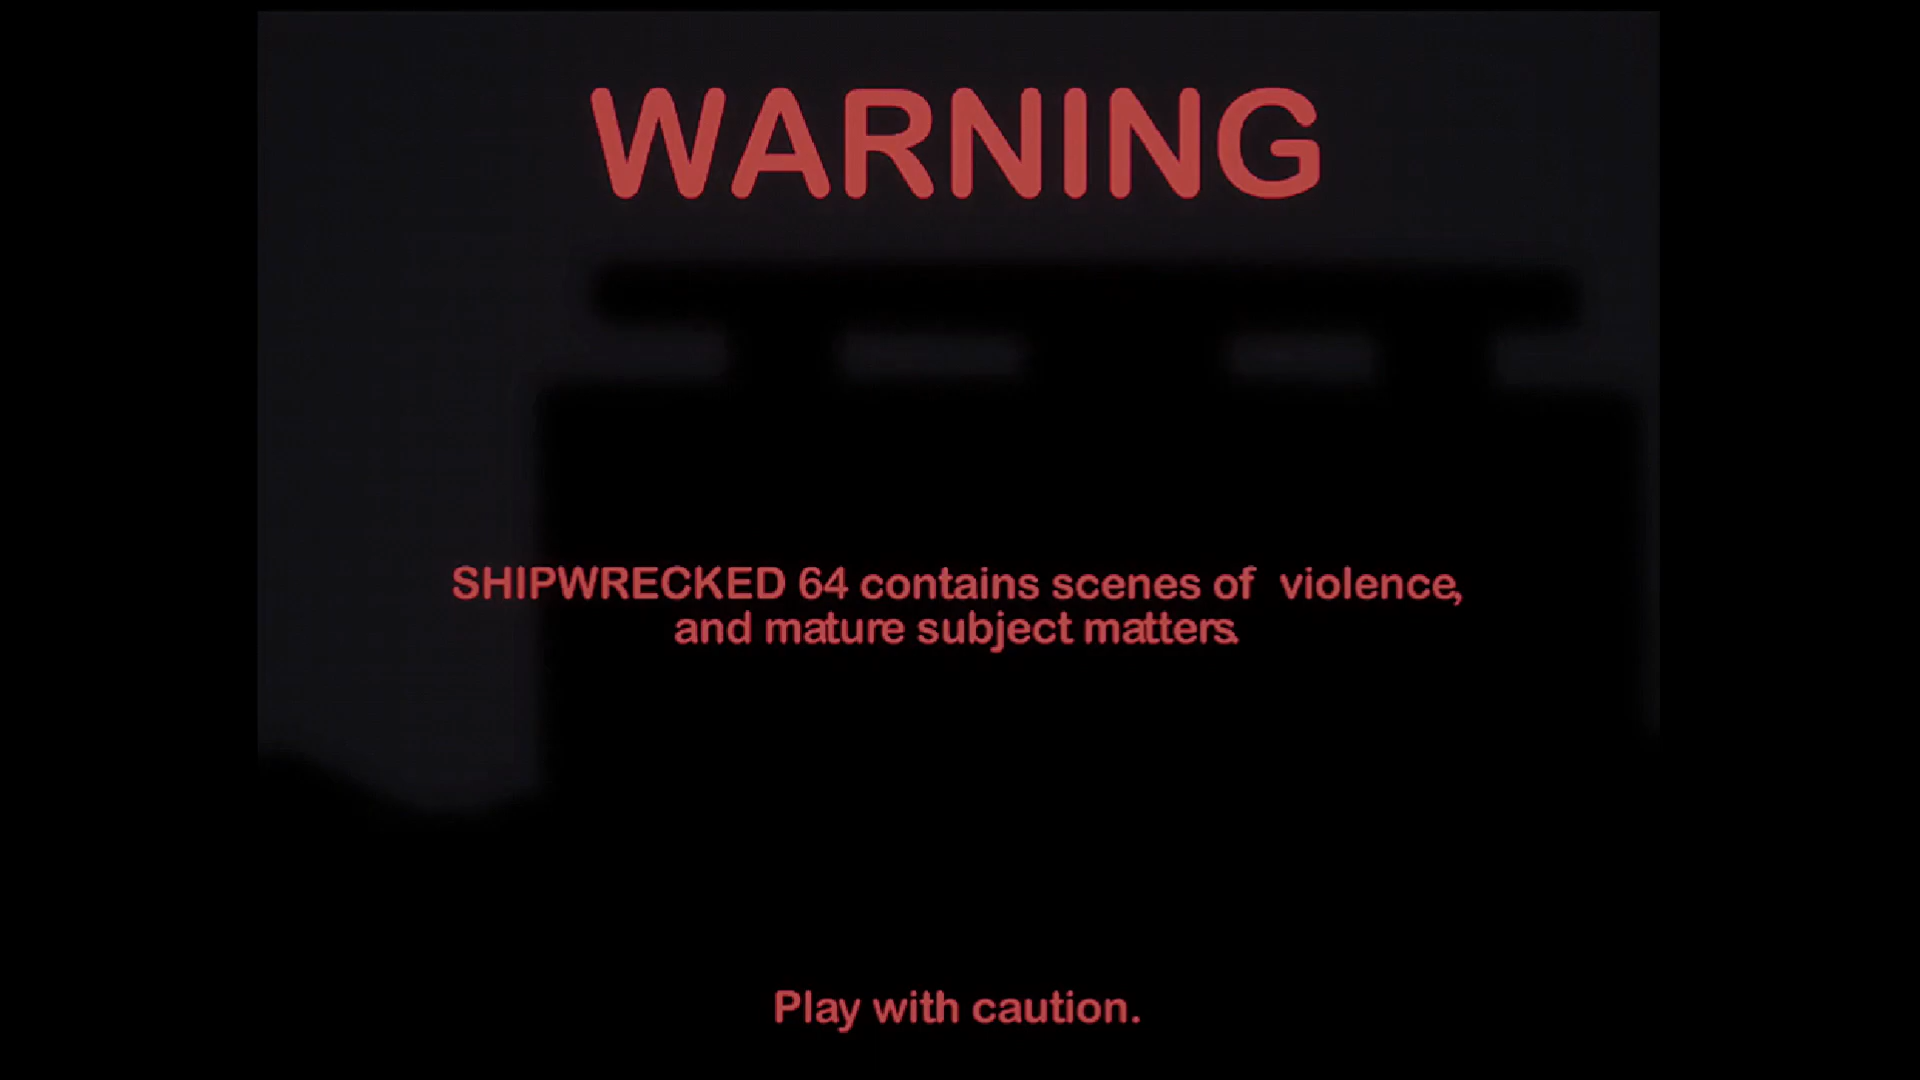 WARNING
SHIPWRECKED 64 contains scenes of violence,
and mature subject matters.
Play with caution.